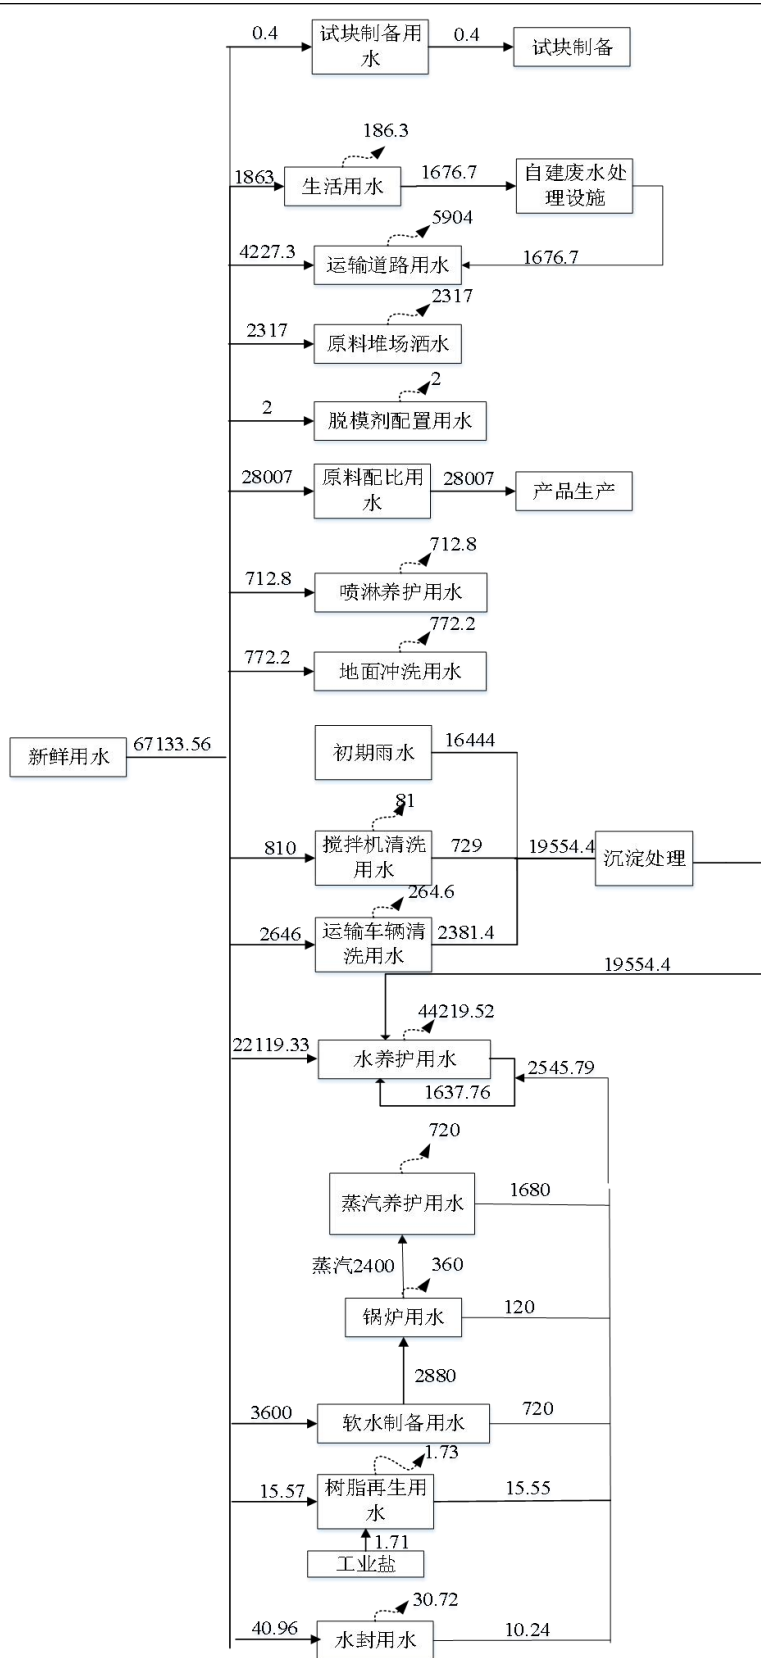 0.4
试块制备用
水
0.4
试块制备
186.3
1863
生活用水
1676.7
自建废水处
理设施
5904
4227.3
运输道路用水
1676.7
2317
2317
原料堆场洒水
2
2
脱模剂配置用水
28007
原料配比用
水
28007
产品生产
712.8
712.8
喷淋养护用水
772.2
772.2
地面冲洗用水
新鲜用水
67133.56
初期雨水
16444
81
810
搅拌机清洗
用水
729
19554.4
沉淀处理
264.6
2646
运输车辆清
洗用水
2381.4
19554.4
44219.52
22119.33
水养护用水
2545.79
1637.76
720
蒸汽养护用水
1680
蒸汽2400
360
锅炉用水
120
2880
3600
软水制备用水
720
1.73
15.57
树脂再生用
水
15.55
1.71
工业盐
30.72
40.96
水封用水
10.24